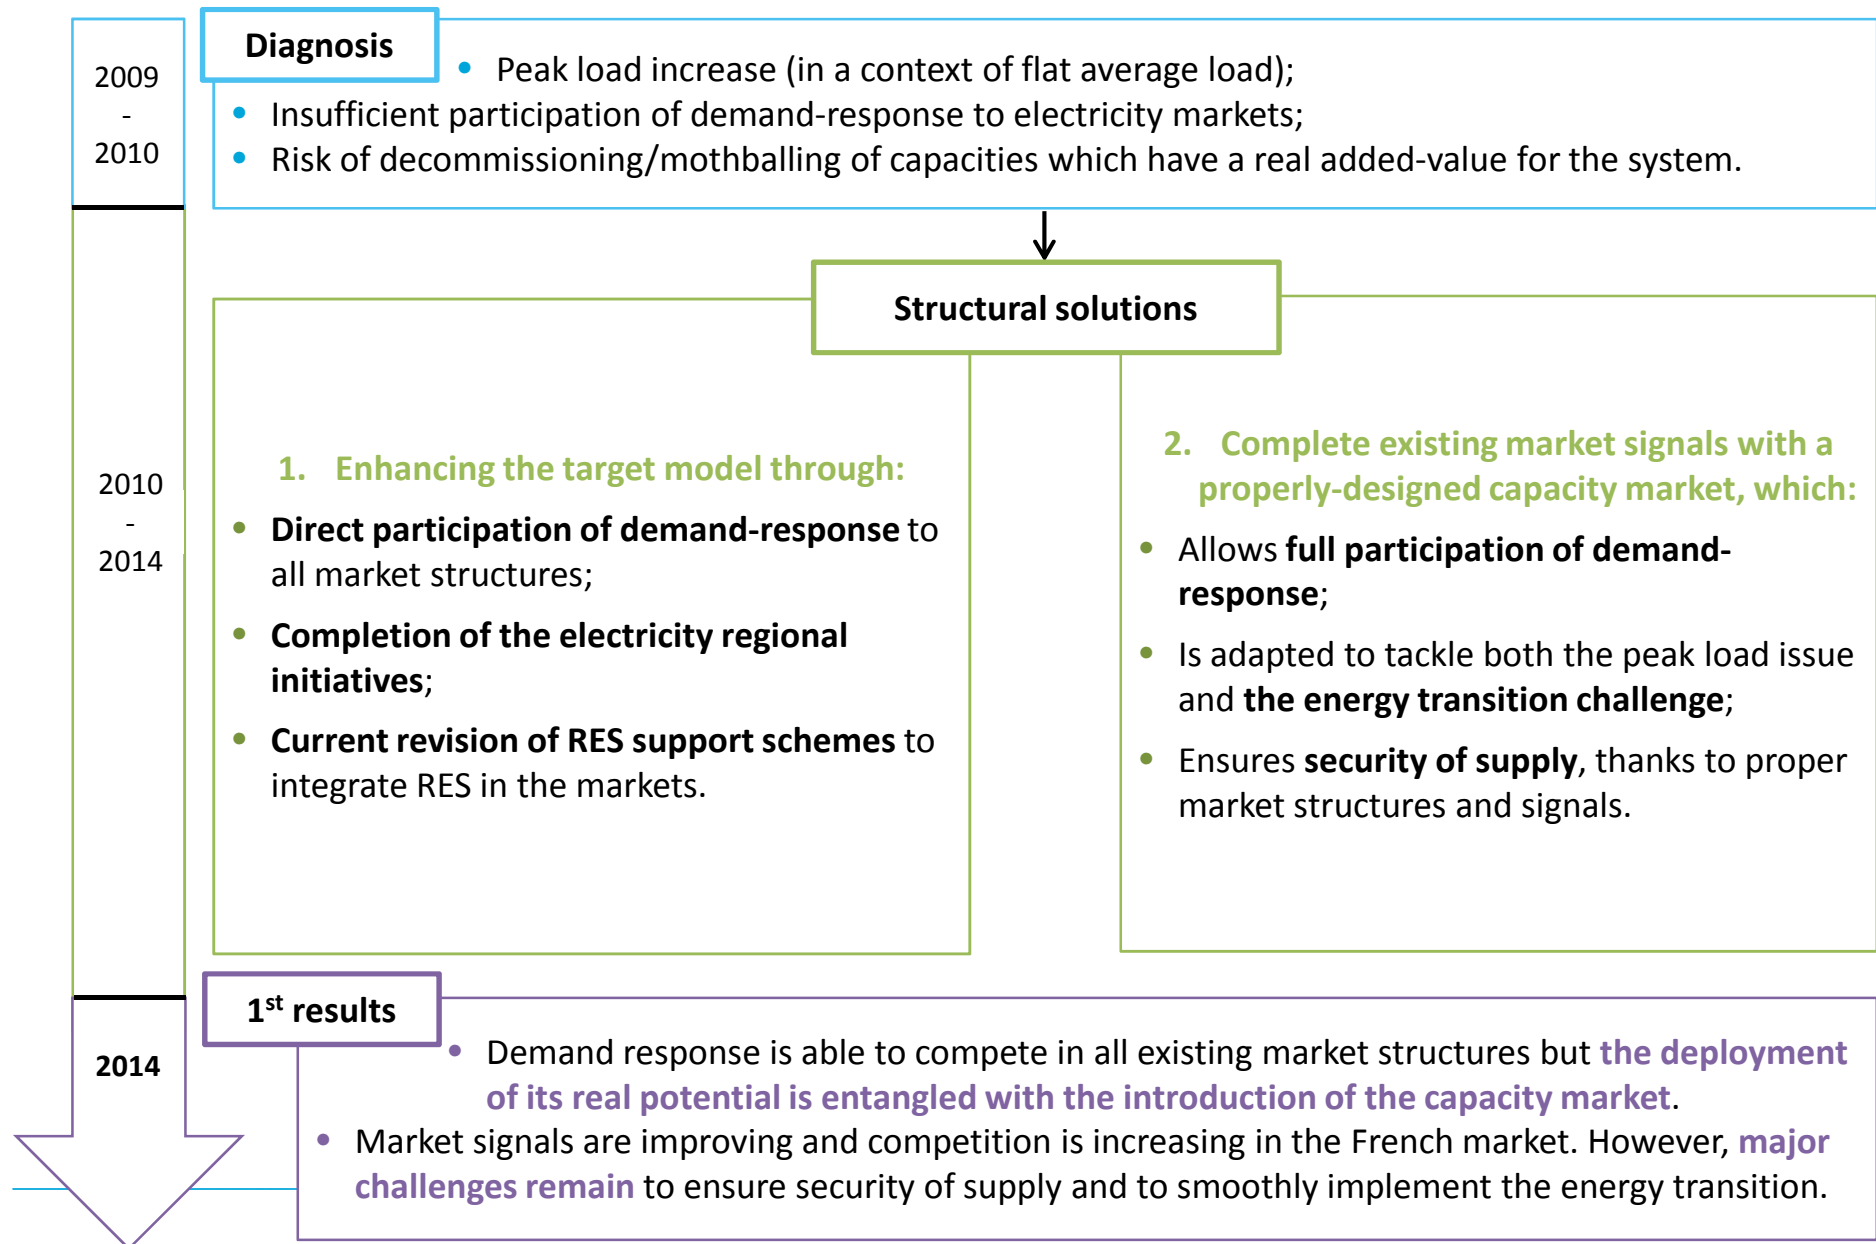 2009
-
2010
Diagnosis
• Peak load increase (in a context of flat average load);
• Insufficient participation of demand-response to electricity markets;
• Risk of decommissioning/mothballing of capacities which have a real added-value for the system.
2010
-
2014
Structural solutions
1. Enhancing the target model through:
• Direct participation of demand-response to
all market structures;
• Completion of the electricity regional
initiatives;
• Current revision of RES support schemes to
integrate RES in the markets.
2. Complete existing market signals with a
properly-designed capacity market, which:
• Allows full participation of demand-
response;
• Is adapted to tackle both the peak load issue
and the energy transition challenge;
• Ensures security of supply, thanks to proper
market structures and signals.
2014
1st results
• Demand response is able to compete in all existing market structures but the deployment
of its real potential is entangled with the introduction of the capacity market.
• Market signals are improving and competition is increasing in the French market. However, major
challenges remain to ensure security of supply and to smoothly implement the energy transition.